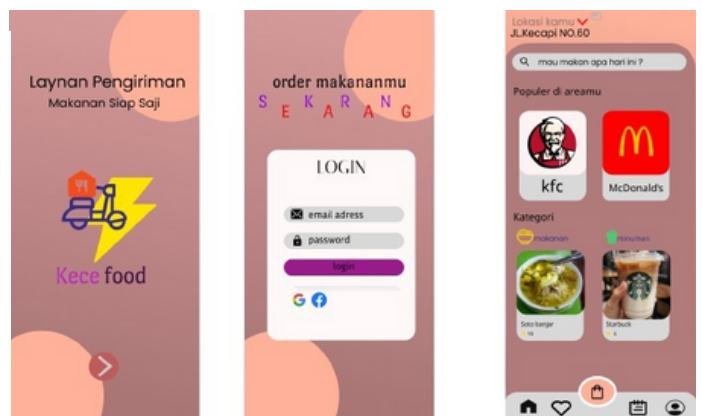 Laynan Pengiriman
Makanan Siap Saji
Kece food
order makananmu
SEKARANG
LOGIN
email adress
password
login
Lokasi kamu
JL.Kecapi NO.60
mau makan apa hari ini ?
Populer di areamu
kfc
McDonald's
Kategori
makanan
minuman
Soto banjar
Starbuck